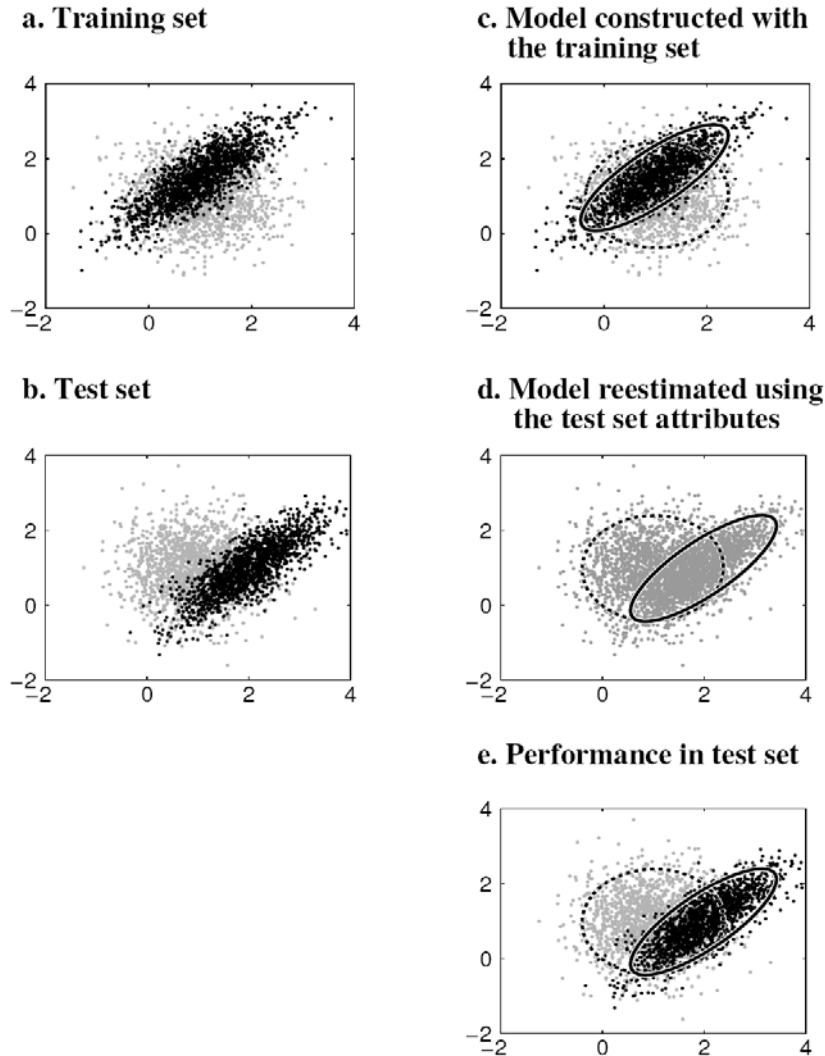 a. Training set
4
2
0
−2
−2 0 2 4
c. Model constructed with
the training set
4
2
0
−2
−2 0 2 4
b. Test set
4
2
0
−2
−2 0 2 4
d. Model reestimated using
the test set attributes
4
2
0
−2
−2 0 2 4
e. Performance in test set
4
2
0
−2
−2 0 2 4